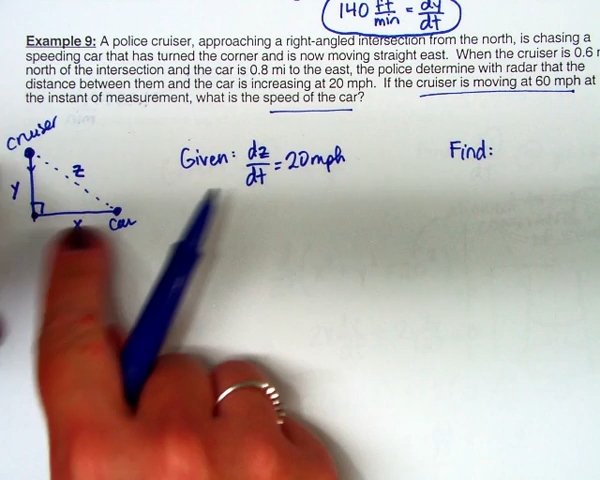 140 ft/min = dy/dt
Example 9: A police cruiser, approaching a right-angled intersection from the north, is chasing a
speeding car that has turned the corner and is now moving straight east. When the cruiser is 0.6
north of the intersection and the car is 0.8 mi to the east, the police determine with radar that the
distance between them and the car is increasing at 20 mph. If the cruiser is moving at 60 mph at
the instant of measurement, what is the speed of the car?
cruiser
Given: dz/dt = 20mph
Find:
z
y
x
car